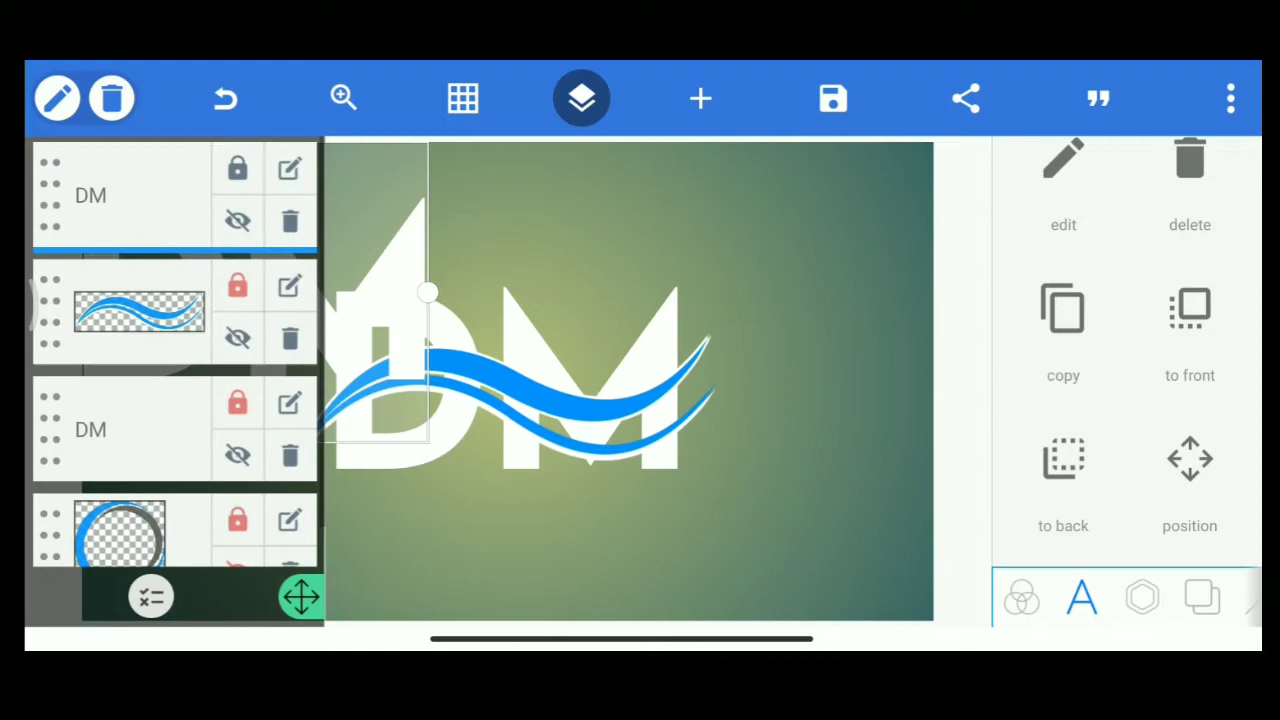 DM
DM
DM
edit
delete
copy
to front
to back
position